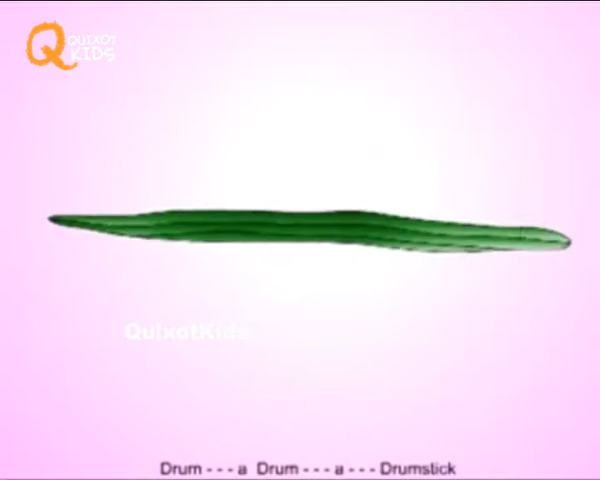 QUIXOT
KIDS
QuixotKids
Drum - - - a Drum - - - a - - - Drumstick